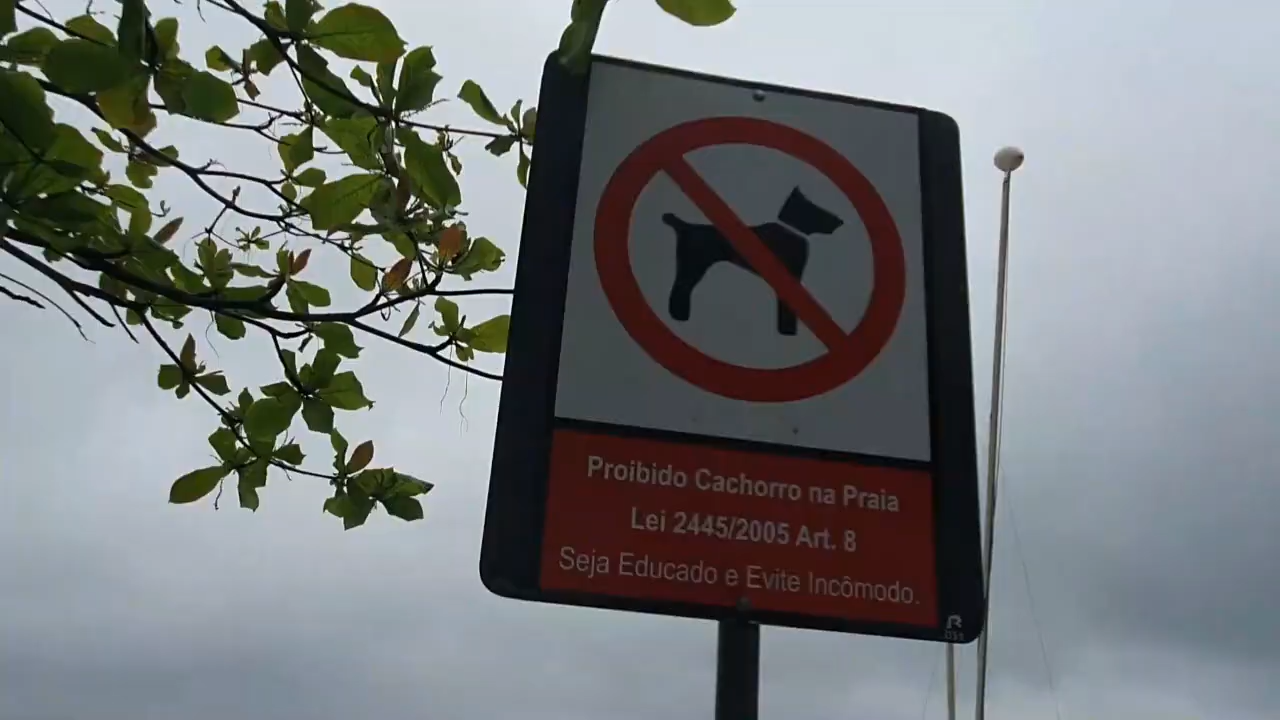 Proibido Cachorro na Praia
Lei 2445/2005 Art. 8
Seja Educado e Evite Incômodo.